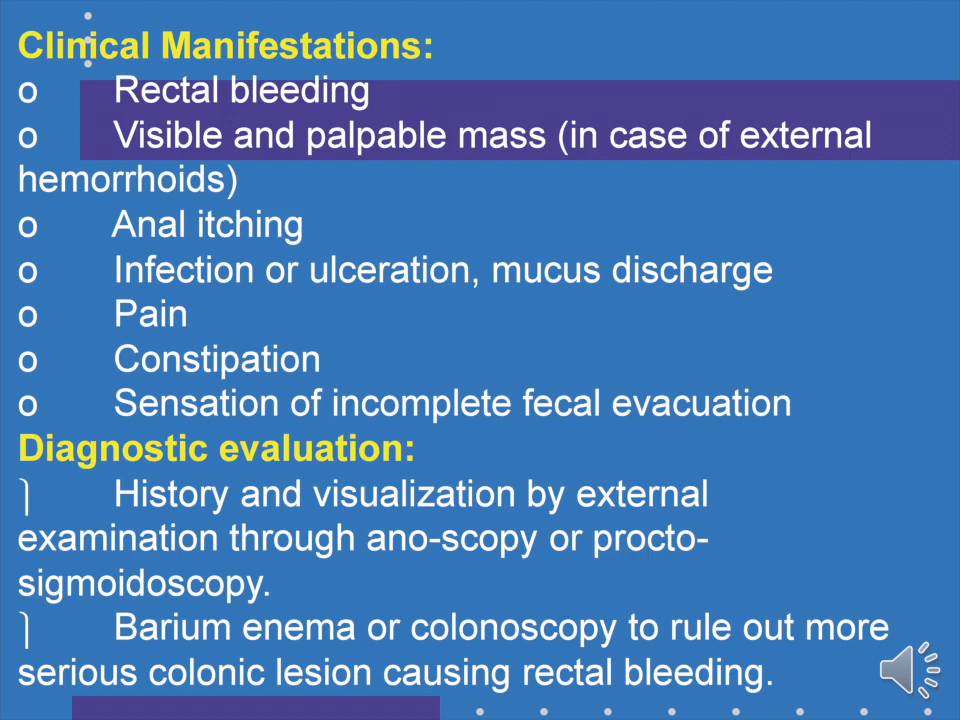 Clinical Manifestations:
o Rectal bleeding
o Visible and palpable mass (in case of external
hemorrhoids)
o Anal itching
o Infection or ulceration, mucus discharge
o Pain
o Constipation
o Sensation of incomplete fecal evacuation
Diagnostic evaluation:
⎫ History and visualization by external
examination through ano-scopy or procto-
sigmoidoscopy.
⎫ Barium enema or colonoscopy to rule out more
serious colonic lesion causing rectal bleeding.